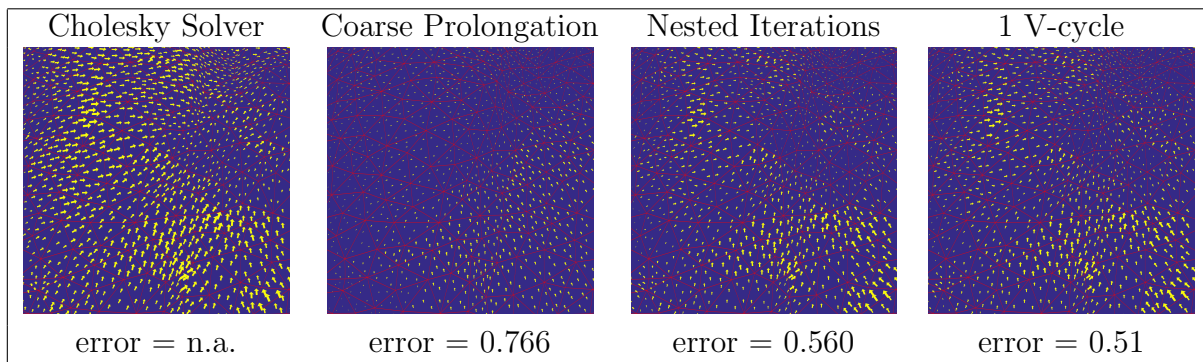 Cholesky Solver
Coarse Prolongation
Nested Iterations
1 V-cycle
error = n.a.
error = 0.766
error = 0.560
error = 0.51